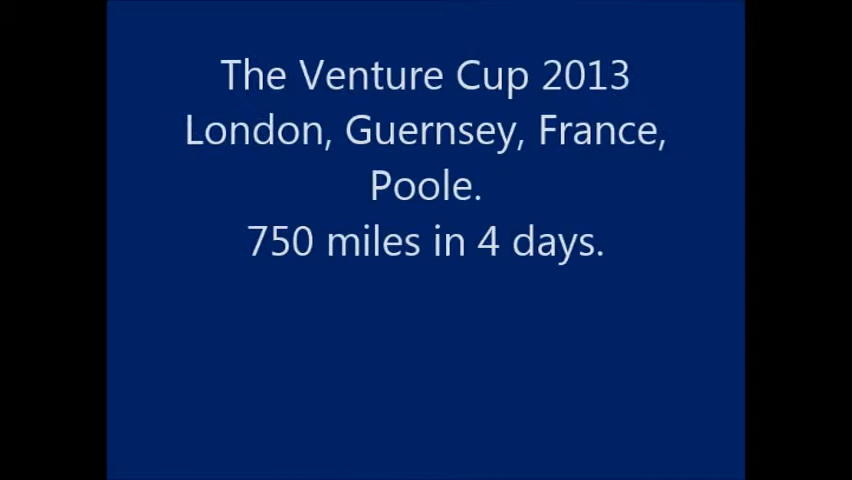 The Venture Cup 2013
London, Guernsey, France,
Poole.
750 miles in 4 days.